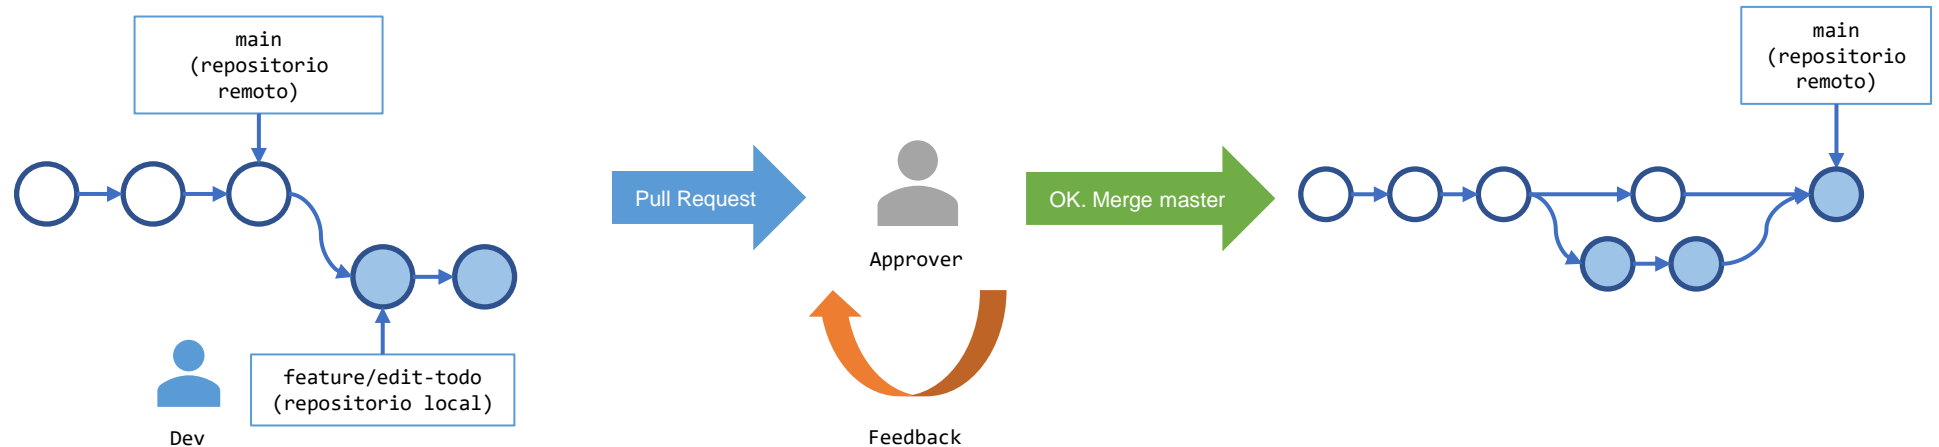 main
(repositorio
remoto)
feature/edit-todo
(repositorio local)
Dev
Pull Request
Approver
Feedback
OK. Merge master
main
(repositorio
remoto)